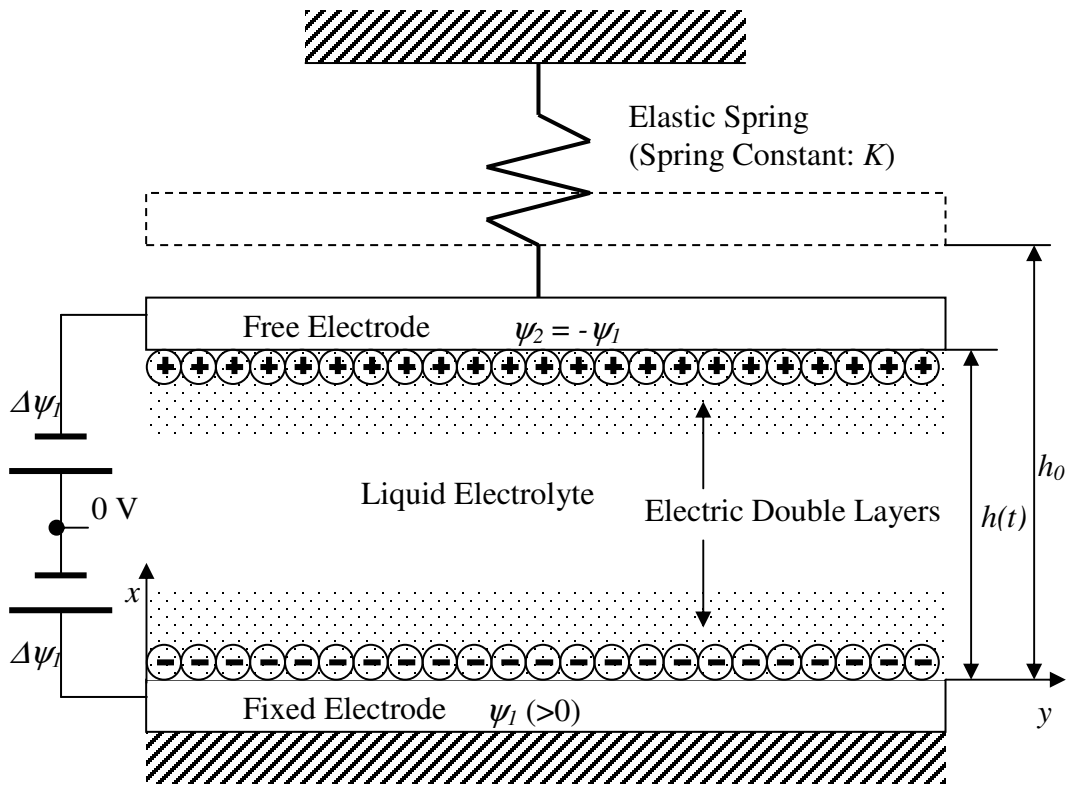 Elastic Spring
(Spring Constant: K)
Free Electrode
ψ2 = -ψ1
Δψ1
0 V
Liquid Electrolyte
Electric Double Layers
h(t)
h0
x
Δψ1
Fixed Electrode
ψ1 (>0)
y